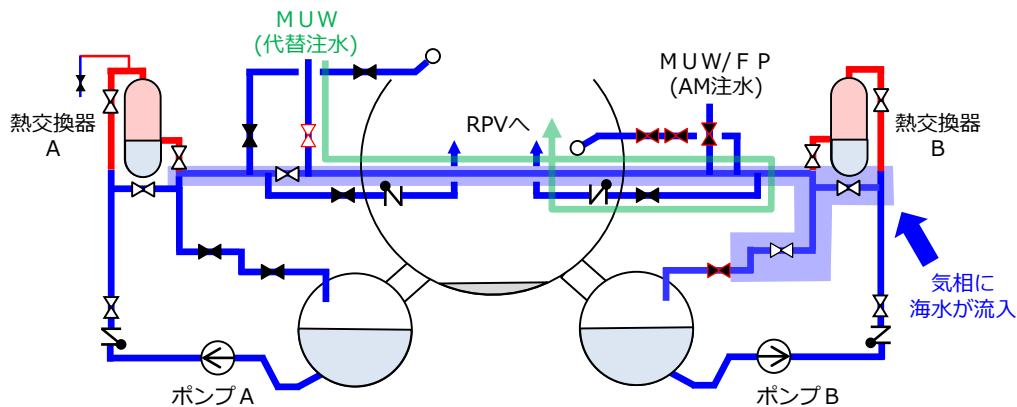 ＭＵＷ
(代替注水)
ＭＵＷ/ＦＰ
(AM注水)
熱交換器
A
RPVへ
熱交換器
B
気相に
海水が流入
ポンプＡ
ポンプＢ